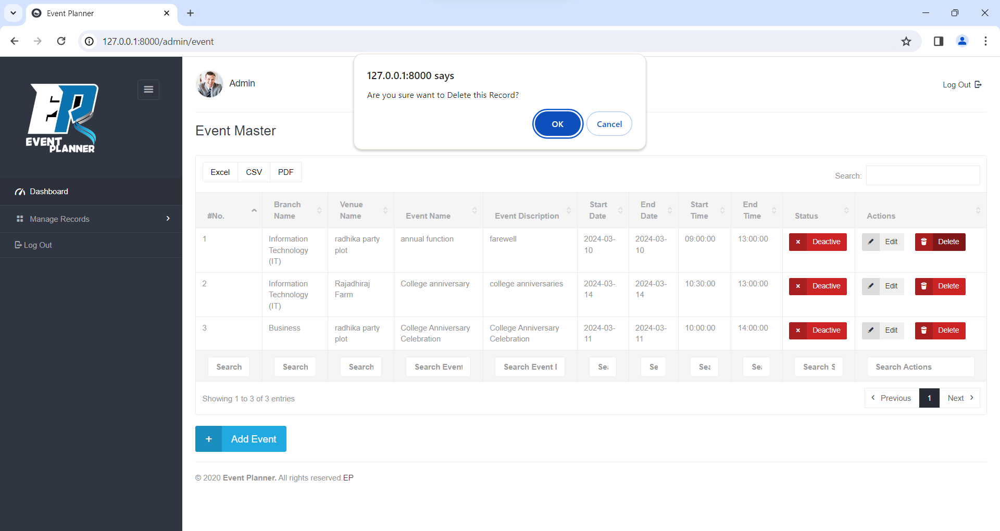 Event Planner
127.0.0.1:8000/admin/event
127.0.0.1:8000 says
Are you sure want to Delete this Record?
OK
Cancel
EVENT
PLANNER
Admin
Log Out
Dashboard
Manage Records
Log Out
Event Master
Excel CSV PDF
Search:
#No. Branch Name Venue Name Event Name Event Discription Start Date End Date Start Time End Time Status Actions
1 Information Technology (IT) radhika party plot annual function farewell 2024-03-10 2024-03-10 09:00:00 13:00:00 Deactive Edit Delete
2 Information Technology (IT) Rajadhiraj Farm College anniversary college anniversaries 2024-03-14 2024-03-14 10:30:00 13:00:00 Deactive Edit Delete
3 Business radhika party plot College Anniversary Celebration College Anniversary Celebration 2024-03-11 2024-03-11 10:00:00 14:00:00 Deactive Edit Delete
Search Search Search Search Event Search Event Se Se Sea Se Search S Search Actions
Showing 1 to 3 of 3 entries
Previous 1 Next
+ Add Event
© 2020 Event Planner. All rights reserved.EP